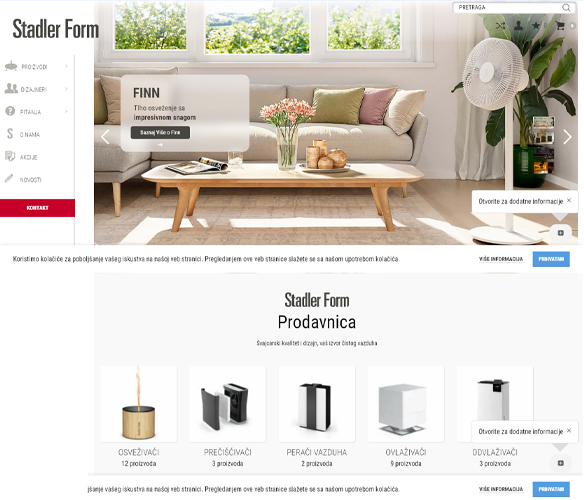 PRETRAGA
Stadler Form
0
PROIZVODI
DIZAJNERI
PITANJA
O NAMA
AKCIJE
NOVOSTI
KONTAKT
FINN
Tiho osveženje sa
impresivnom snagom
Saznaj Više o Finn
Otvorite za dodatne informacije ×
Koristimo kolačiće za poboljšanje vašeg iskustva na našoj veb stranici. Pregledanjem ove veb stranice slažete se sa našom upotrebom kolačića.
VIŠE INFORMACIJA
PRIHVATAM
Stadler Form
Prodavnica
Švajcarski kvalitet i dizajn, vaš izvor čistog vazduha
OSVEŽIVAČI
12 proizvoda
PREČIŠĆIVAČI
3 proizvoda
PERAČI VAZDUHA
2 proizvoda
OVLAŽIVAČI
9 proizvoda
ODVLAŽIVAČI
3 proizvoda
Otvorite za dodatne informacije ×
jšanje vašeg iskustva na našoj veb stranici. Pregledanjem ove veb stranice slažete se sa našom upotrebom kolačića.
VIŠE INFORMACIJA
PRIHVATAM